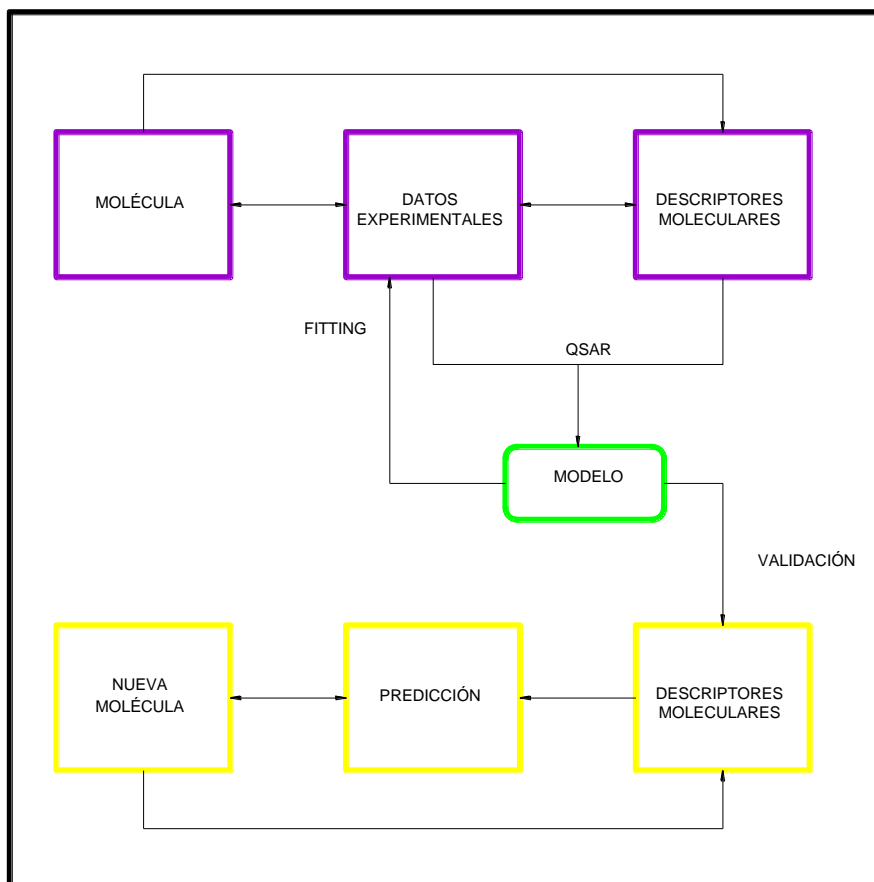 MOLÉCULA
DATOS
EXPERIMENTALES
DESCRIPTORES
MOLECULARES
FITTING
QSAR
MODELO
VALIDACIÓN
NUEVA
MOLÉCULA
PREDICCIÓN
DESCRIPTORES
MOLECULARES